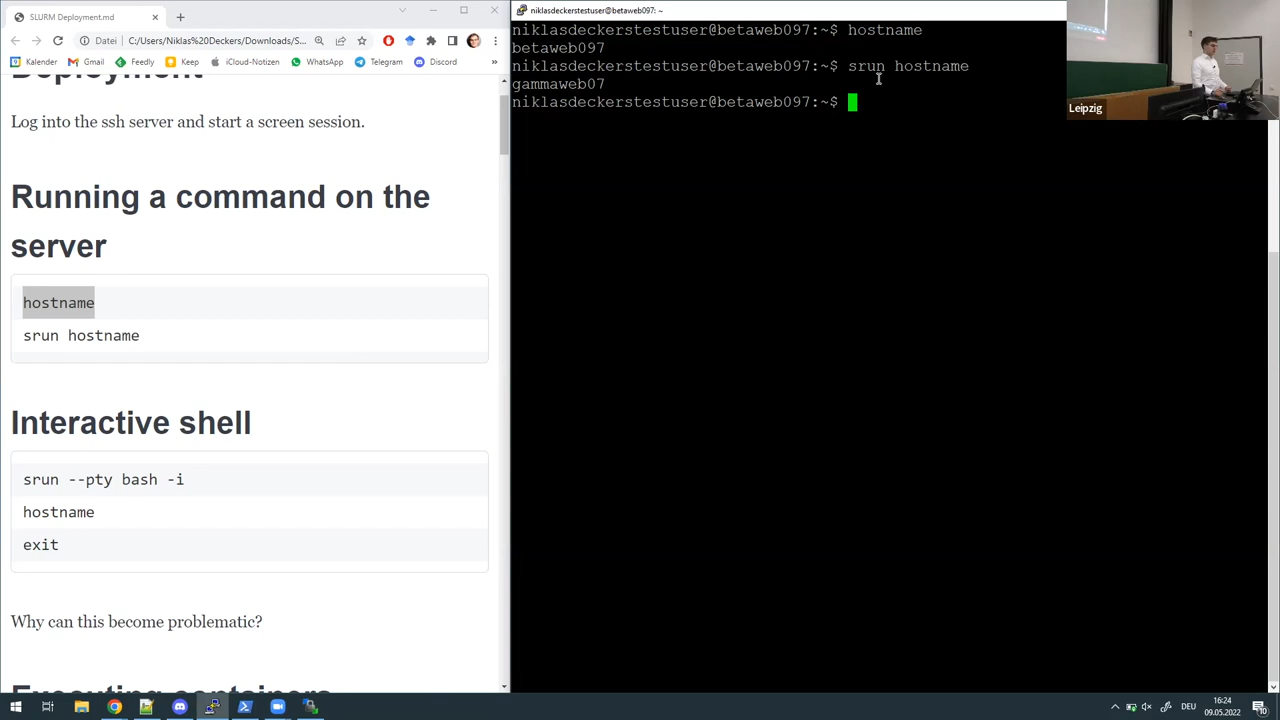 SLURM Deployment.md
Datei
C:/Users/Niklas%20Deckers/Downloads/S...
Kalender
Gmail
Feedly
Keep
iCloud-Notizen
WhatsApp
Telegram
Discord
»
Deployment
Log into the ssh server and start a screen session.
Running a command on the
server
hostname
srun hostname
Interactive shell
srun --pty bash -i
hostname
exit
Why can this become problematic?
Executing containers
niklasdeckerstestuser@betaweb097: ~
niklasdeckerstestuser@betaweb097:~$ hostname
betaweb097
niklasdeckerstestuser@betaweb097:~$ srun hostname
gammaweb07
niklasdeckerstestuser@betaweb097:~$
Leipzig
DEU
16:24
09.05.2022
10